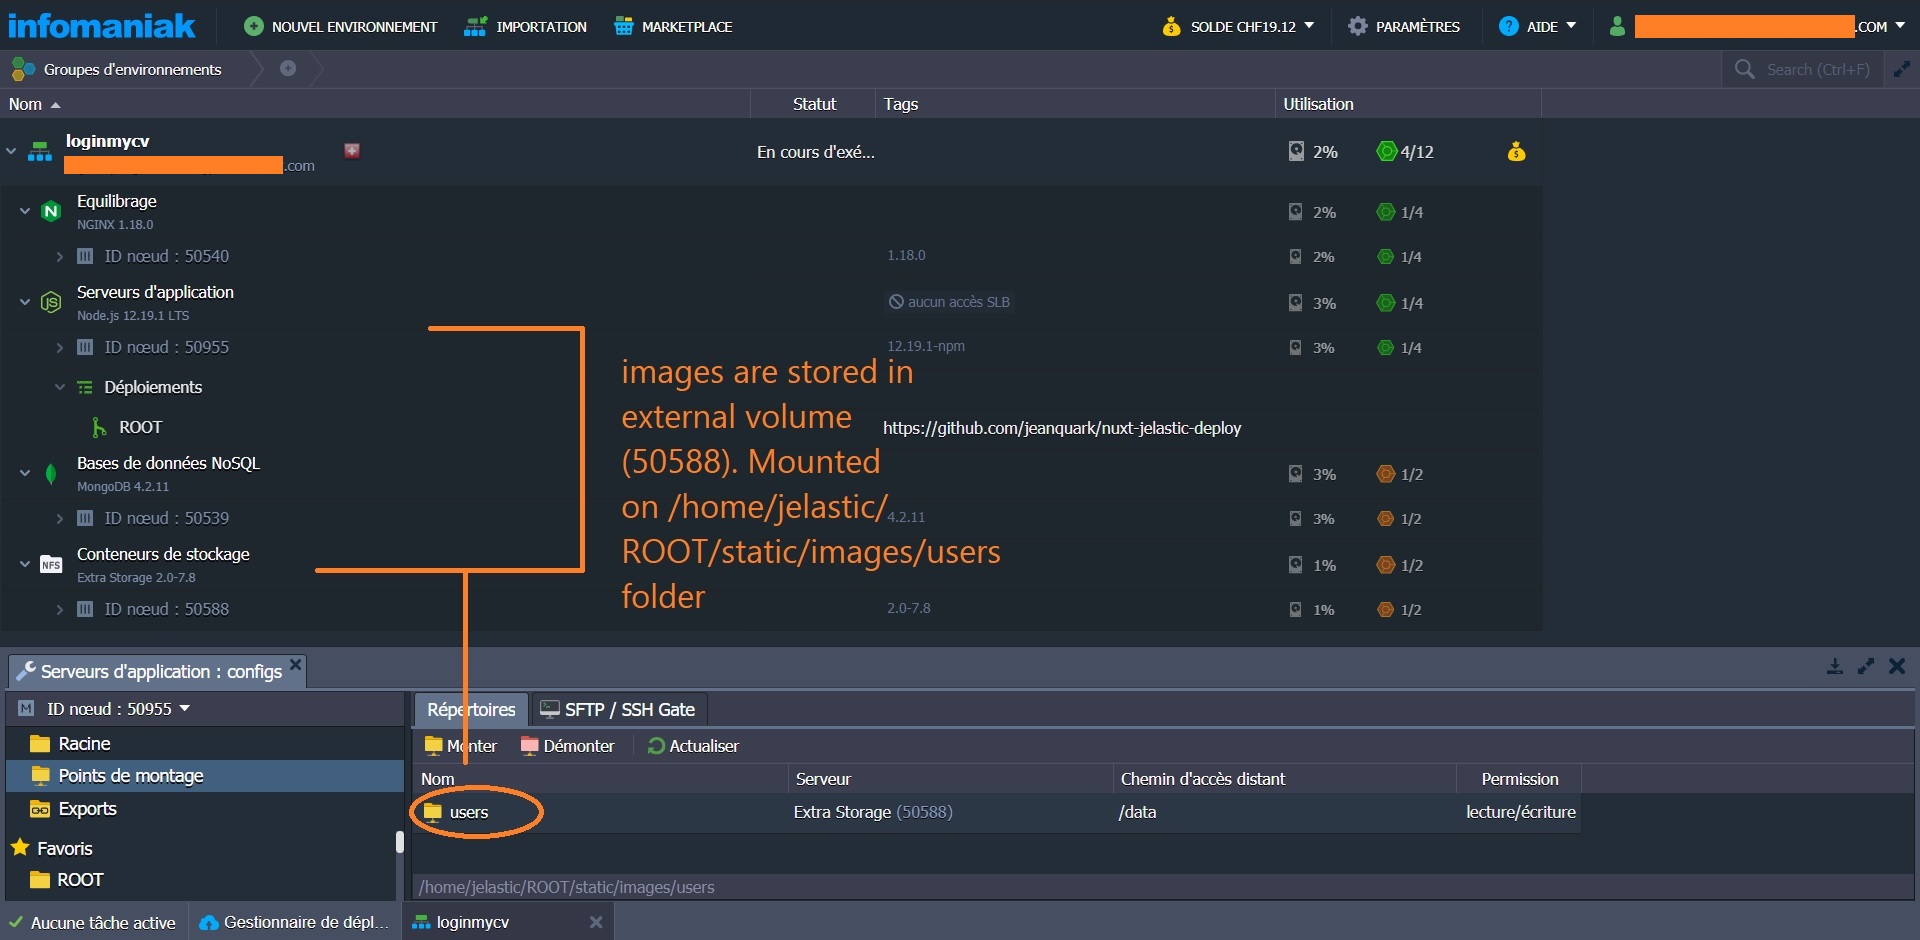 infomaniak
NOUVEL ENVIRONNEMENT
IMPORTATION
MARKETPLACE
SOLDE CHF19.12
PARAMÈTRES
AIDE
.COM
Groupes d'environnements
Search (Ctrl+F)
Nom
Statut
Tags
Utilisation
loginmycv
.com
En cours d'exé...
2%
4/12
Equilibrage
NGINX 1.18.0
2%
1/4
ID nœud : 50540
1.18.0
2%
1/4
Serveurs d'application
Node.js 12.19.1 LTS
aucun accès SLB
3%
1/4
ID nœud : 50955
12.19.1-npm
3%
1/4
Déploiements
ROOT
https://github.com/jeanquark/nuxt-jelastic-deploy
Bases de données NoSQL
MongoDB 4.2.11
3%
1/2
ID nœud : 50539
4.2.11
3%
1/2
Conteneurs de stockage
Extra Storage 2.0-7.8
1%
1/2
ID nœud : 50588
2.0-7.8
1%
1/2
images are stored in
external volume
(50588). Mounted
on /home/jelastic/
ROOT/static/images/users
folder
Serveurs d'application : configs
ID nœud : 50955
Racine
Points de montage
Exports
Favoris
ROOT
Répertoires
SFTP / SSH Gate
Monter
Démonter
Actualiser
Nom
Serveur
Chemin d'accès distant
Permission
users
Extra Storage (50588)
/data
lecture/écriture
/home/jelastic/ROOT/static/images/users
Aucune tâche active
Gestionnaire de dépl...
loginmycv